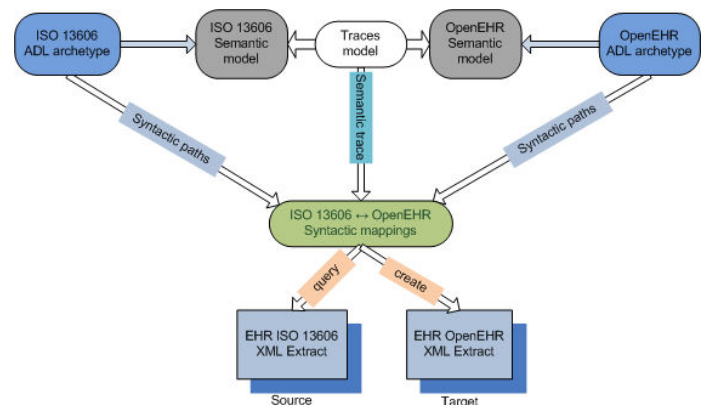 ISO 13606
ADL archetype
ISO 13606
Semantic
model
Traces
model
OpenEHR
Semantic
model
OpenEHR
ADL archetype
Syntactic paths
Semantic trace
Syntactic paths
ISO 13606 ↔ OpenEHR
Syntactic mappings
query
create
EHR ISO 13606
XML Extract
EHR OpenEHR
XML Extract
Source
Target